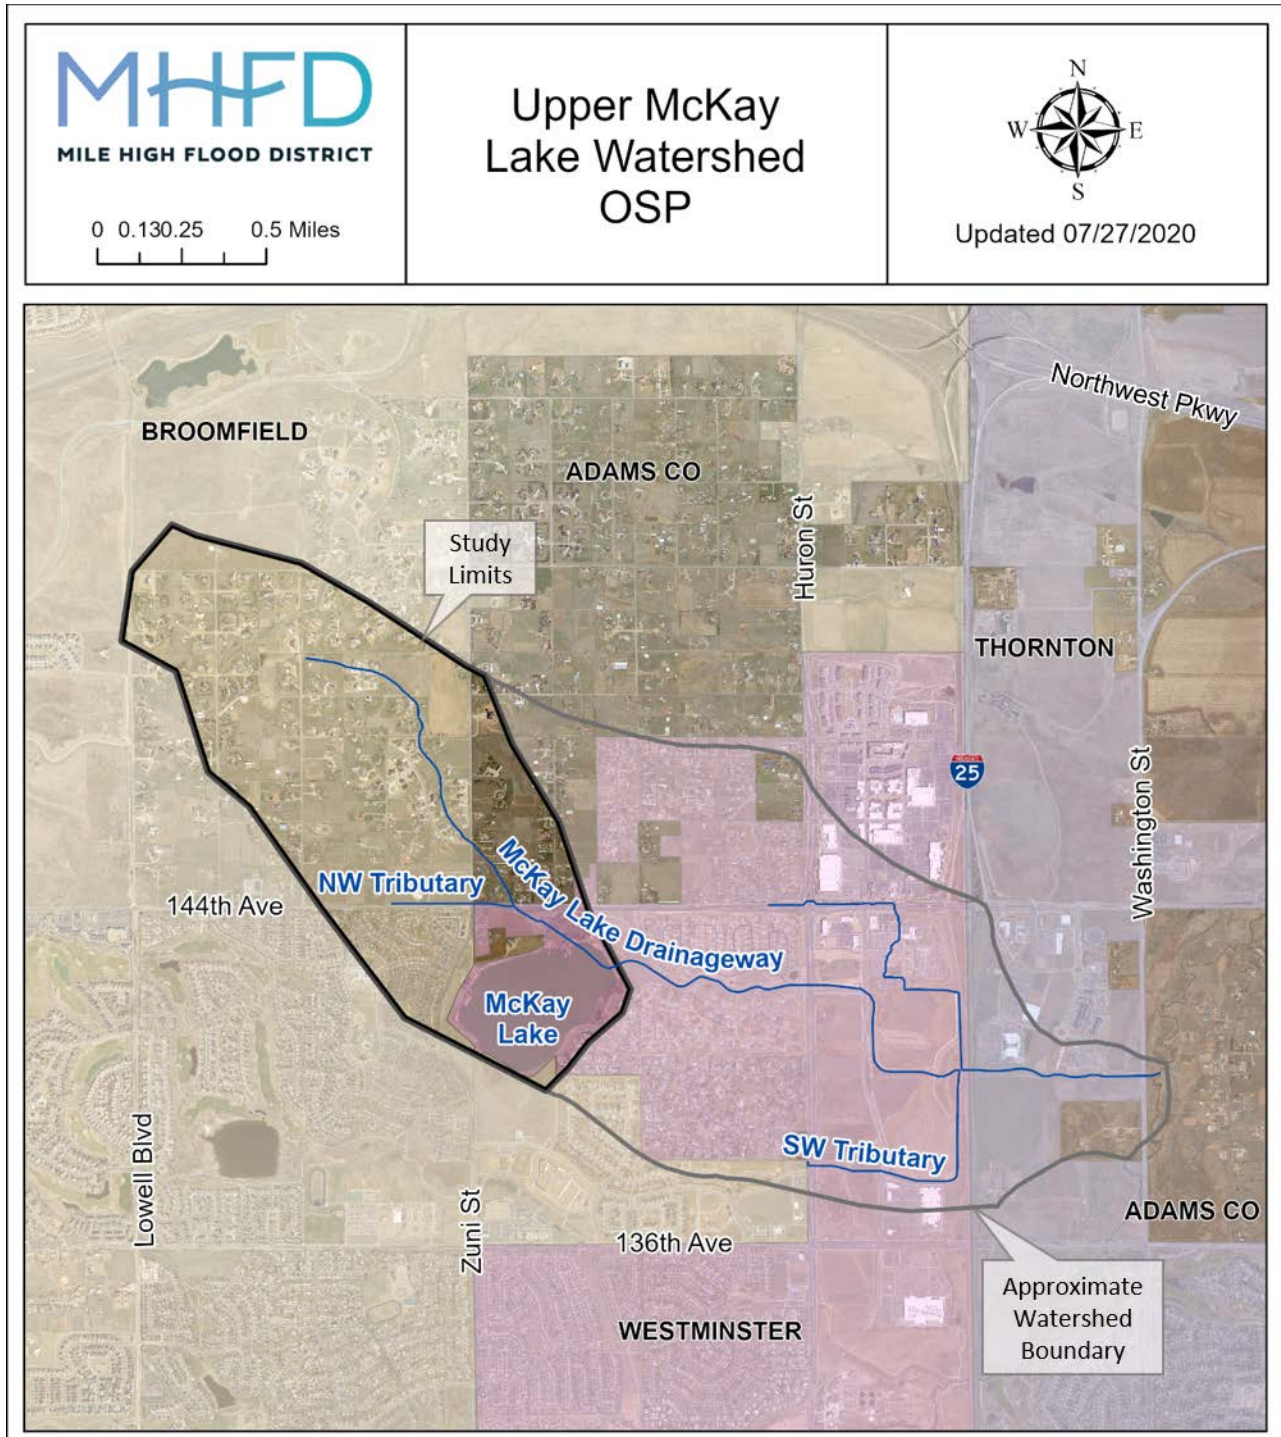 MHFD
MILE HIGH FLOOD DISTRICT
0 0.130.25 0.5 Miles
Upper McKay
Lake Watershed
OSP
N
W E
S
Updated 07/27/2020
Northwest Pkwy
BROOMFIELD
ADAMS CO
Huron St
Study
Limits
THORNTON
25
Washington St
McKay Lake Drainageway
NW Tributary
144th Ave
McKay
Lake
Lowell Blvd
SW Tributary
Zuni St
136th Ave
ADAMS CO
Approximate
Watershed
Boundary
WESTMINSTER